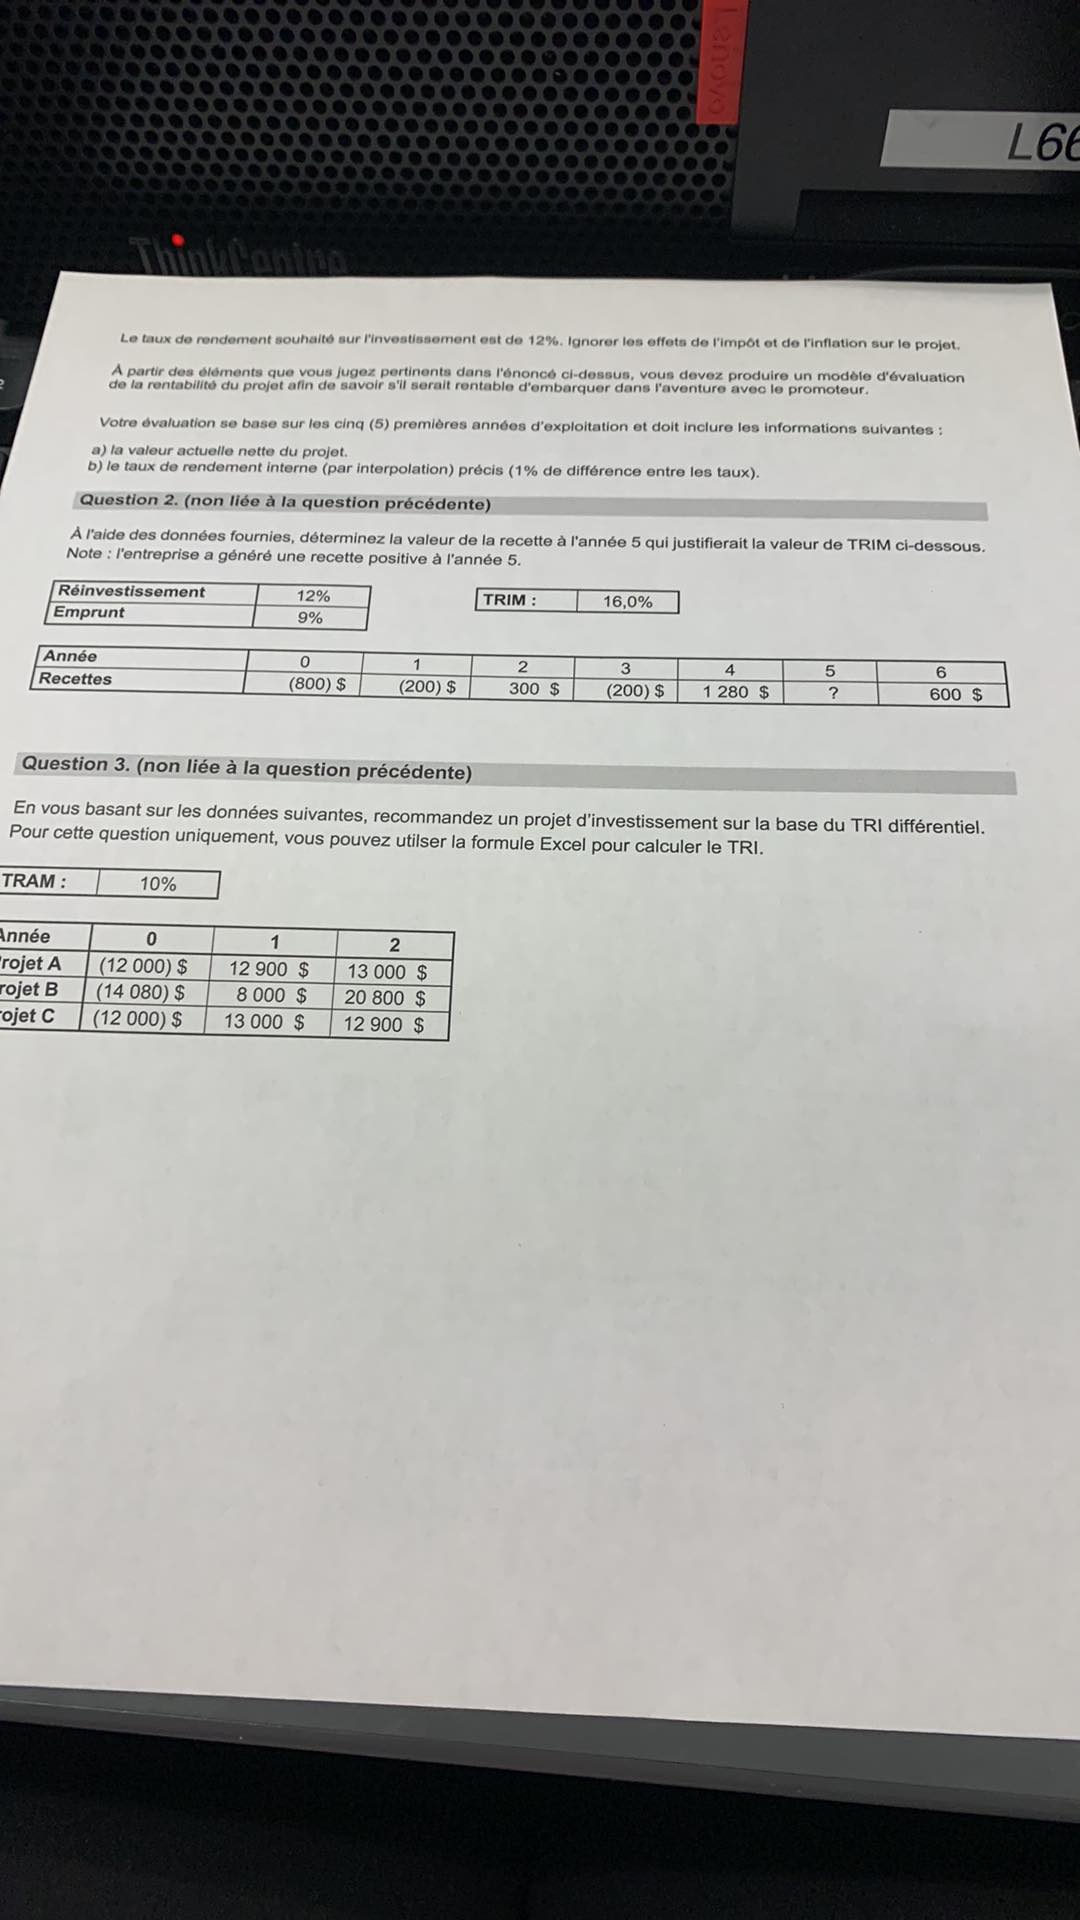 Lenovo
L66
ThinkCentre
Le taux de rendement souhaité sur l'investissement est de 12%. Ignorer les effets de l'impôt et de l'inflation sur le projet.
À partir des éléments que vous jugez pertinents dans l'énoncé ci-dessus, vous devez produire un modèle d'évaluation
de la rentabilité du projet afin de savoir s'il serait rentable d'embarquer dans l'aventure avec le promoteur.
Votre évaluation se base sur les cinq (5) premières années d'exploitation et doit inclure les informations suivantes :
a) la valeur actuelle nette du projet.
b) le taux de rendement interne (par interpolation) précis (1% de différence entre les taux).
Question 2. (non liée à la question précédente)
À l'aide des données fournies, déterminez la valeur de la recette à l'année 5 qui justifierait la valeur de TRIM ci-dessous.
Note : l'entreprise a généré une recette positive à l'année 5.
Réinvestissement 12%
Emprunt 9%
TRIM : 16,0%
Année 0 1 2 3 4 5 6
Recettes (800) $ (200) $ 300 $ (200) $ 1 280 $ ? 600 $
Question 3. (non liée à la question précédente)
En vous basant sur les données suivantes, recommandez un projet d'investissement sur la base du TRI différentiel.
Pour cette question uniquement, vous pouvez utilser la formule Excel pour calculer le TRI.
TRAM : 10%
Année 0 1 2
rojet A (12 000) $ 12 900 $ 13 000 $
rojet B (14 080) $ 8 000 $ 20 800 $
rojet C (12 000) $ 13 000 $ 12 900 $